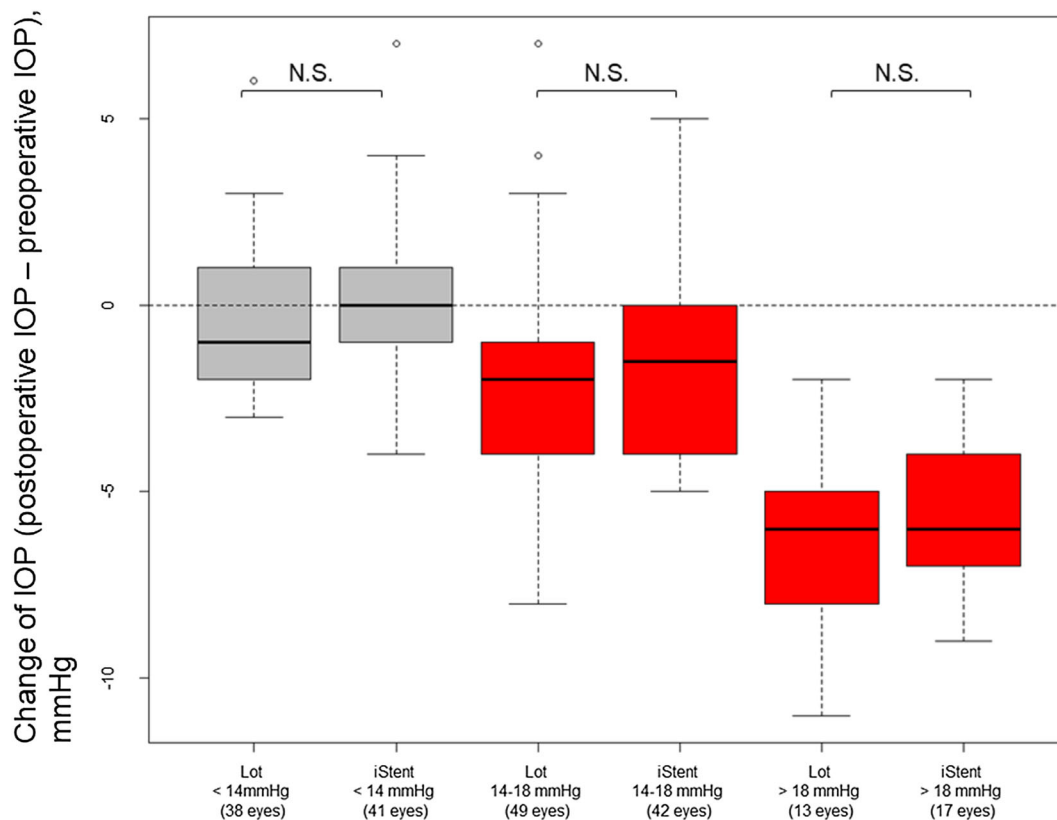 Change of IOP (postoperative IOP – preoperative IOP),
mmHg
5
0
-5
-10
N.S.
N.S.
N.S.
Lot
< 14mmHg
(38 eyes)
iStent
< 14 mmHg
(41 eyes)
Lot
14-18 mmHg
(49 eyes)
iStent
14-18 mmHg
(42 eyes)
Lot
> 18 mmHg
(13 eyes)
iStent
> 18 mmHg
(17 eyes)